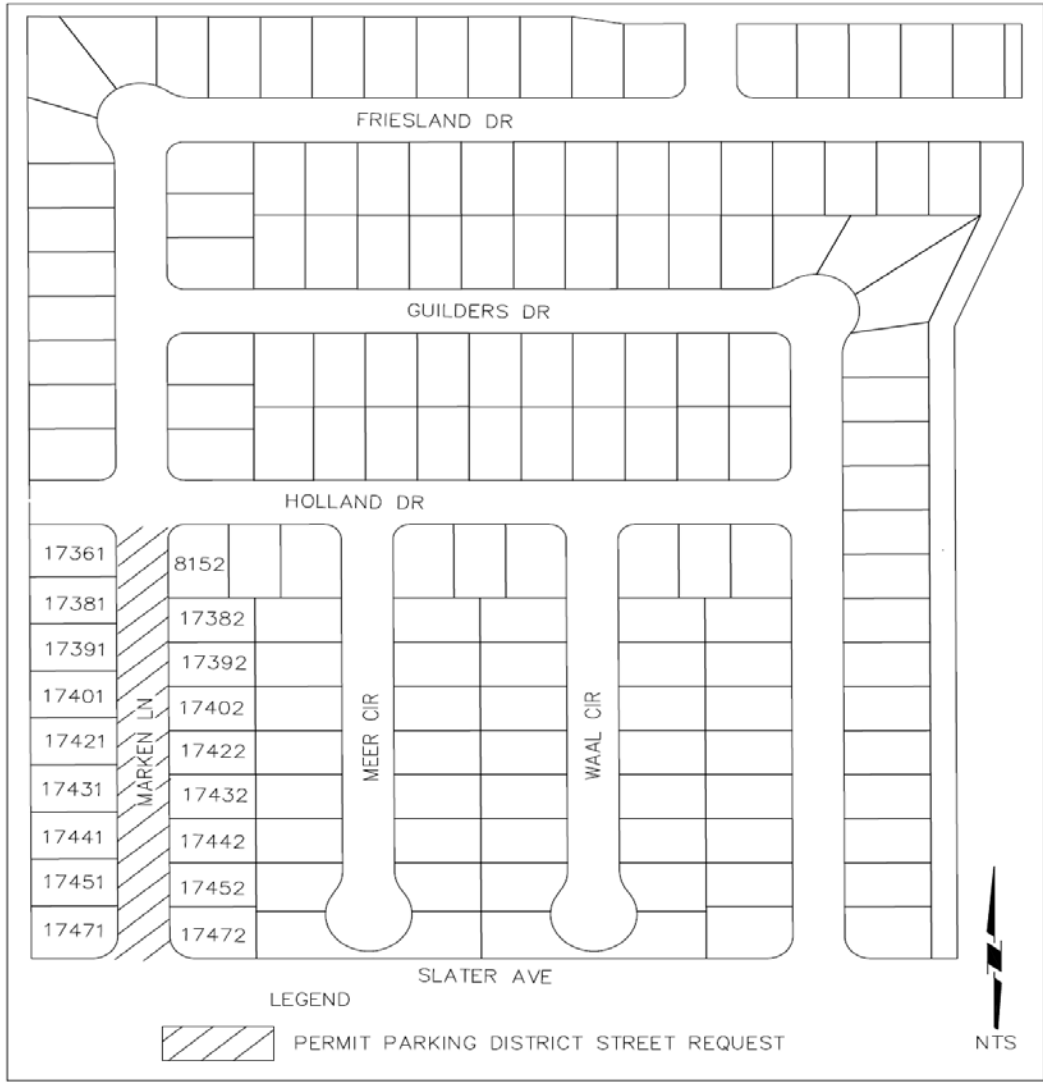 FRIESLAND DR
GUILDERS DR
HOLLAND DR
17361
8152
17381
17382
17391
17392
17401
17402
MARKEN LN
MEER CIR
WAAL CIR
17421
17422
17431
17432
17441
17442
17451
17452
17471
17472
SLATER AVE
LEGEND
PERMIT PARKING DISTRICT STREET REQUEST
NTS